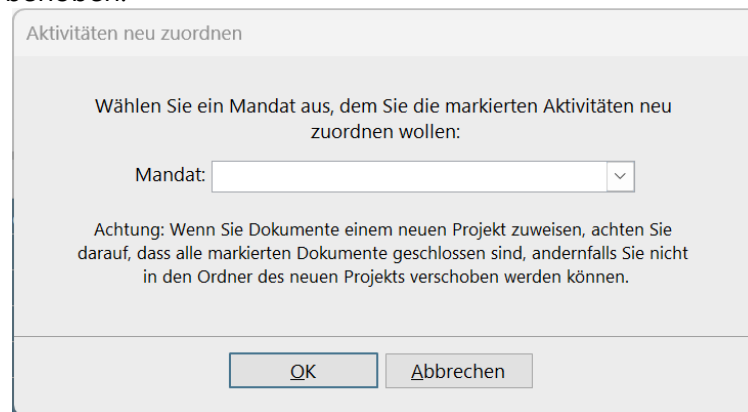 behoben.
Aktivitäten neu zuordnen
Wählen Sie ein Mandat aus, dem Sie die markierten Aktivitäten neu
zuordnen wollen:
Mandat:
Achtung: Wenn Sie Dokumente einem neuen Projekt zuweisen, achten Sie
darauf, dass alle markierten Dokumente geschlossen sind, andernfalls Sie nicht
in den Ordner des neuen Projekts verschoben werden können.
OK Abbrechen